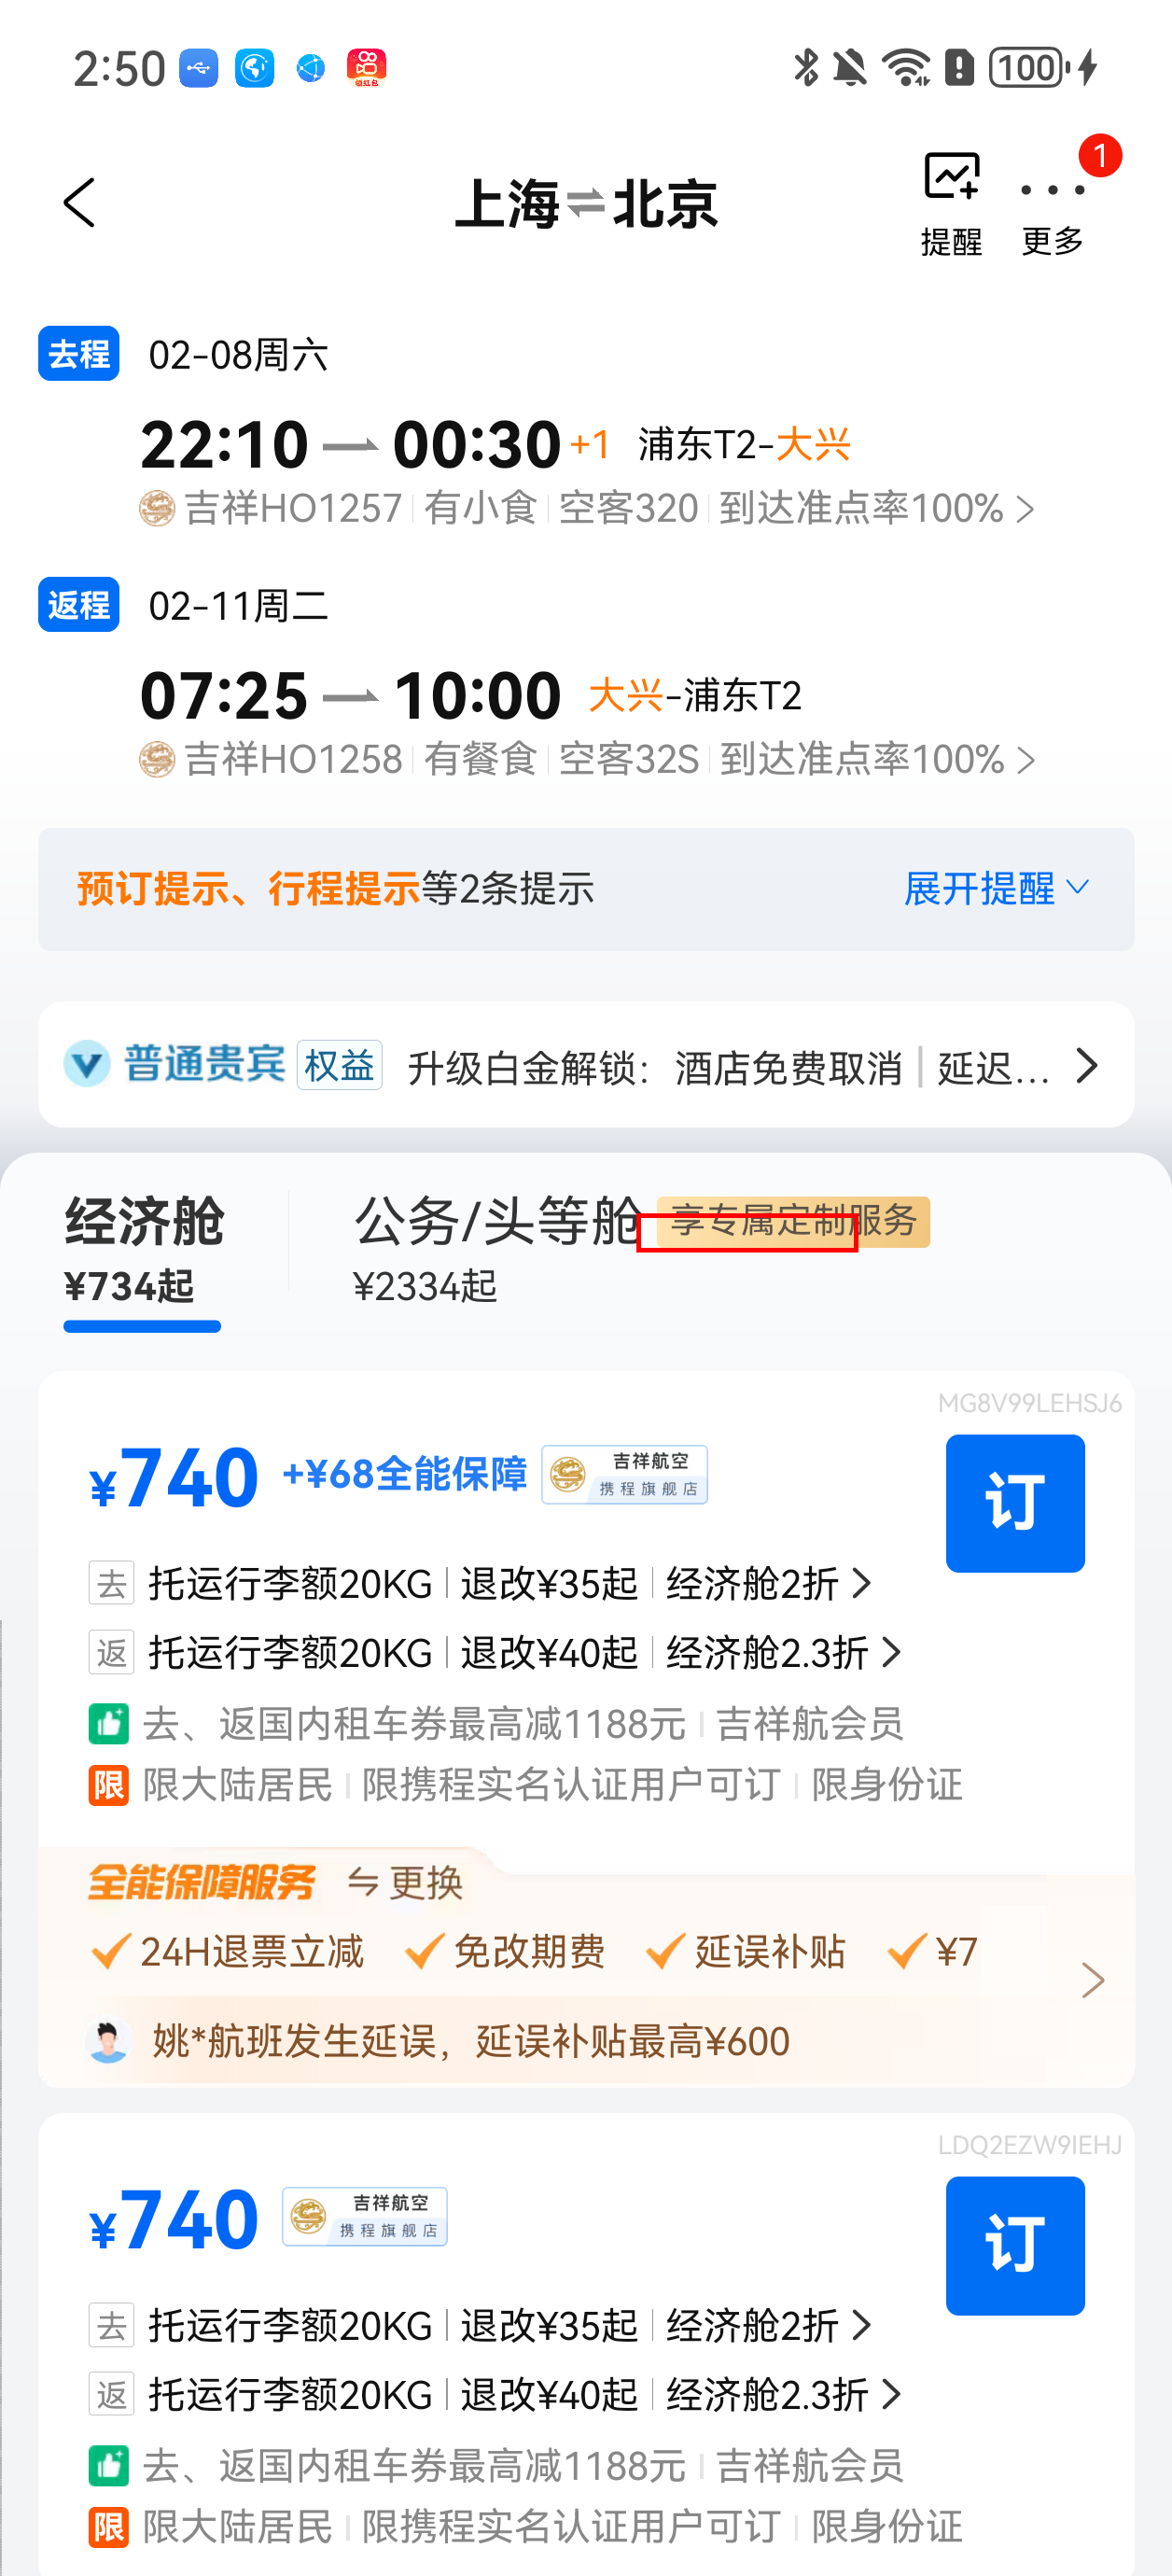 2:50
领红包
100
上海⇌北京
提醒
更多
1
去程 02-08周六
22:10 00:30 +1 浦东T2-大兴
吉祥HO1257 有小食 空客320 到达准点率100%
返程 02-11周二
07:25 10:00 大兴-浦东T2
吉祥HO1258 有餐食 空客32S 到达准点率100%
预订提示、行程提示等2条提示 展开提醒
普通贵宾 权益 升级白金解锁：酒店免费取消 | 延迟...
经济舱 公务/头等舱 享专属定制服务
¥734起 ¥2334起
MG8V99LEHSJ6
¥740 +¥68全能保障 吉祥航空 携程旗舰店
订
去 托运行李额20KG | 退改¥35起 | 经济舱2折
返 托运行李额20KG | 退改¥40起 | 经济舱2.3折
去、返国内租车券最高减1188元 | 吉祥航会员
限 限大陆居民 | 限携程实名认证用户可订 | 限身份证
全能保障服务 ⇋更换
24H退票立减 免改期费 延误补贴 ¥7
姚*航班发生延误，延误补贴最高¥600
LDQ2EZW9IEHJ
¥740 吉祥航空 携程旗舰店
订
去 托运行李额20KG | 退改¥35起 | 经济舱2折
返 托运行李额20KG | 退改¥40起 | 经济舱2.3折
去、返国内租车券最高减1188元 | 吉祥航会员
限 限大陆居民 | 限携程实名认证用户可订 | 限身份证